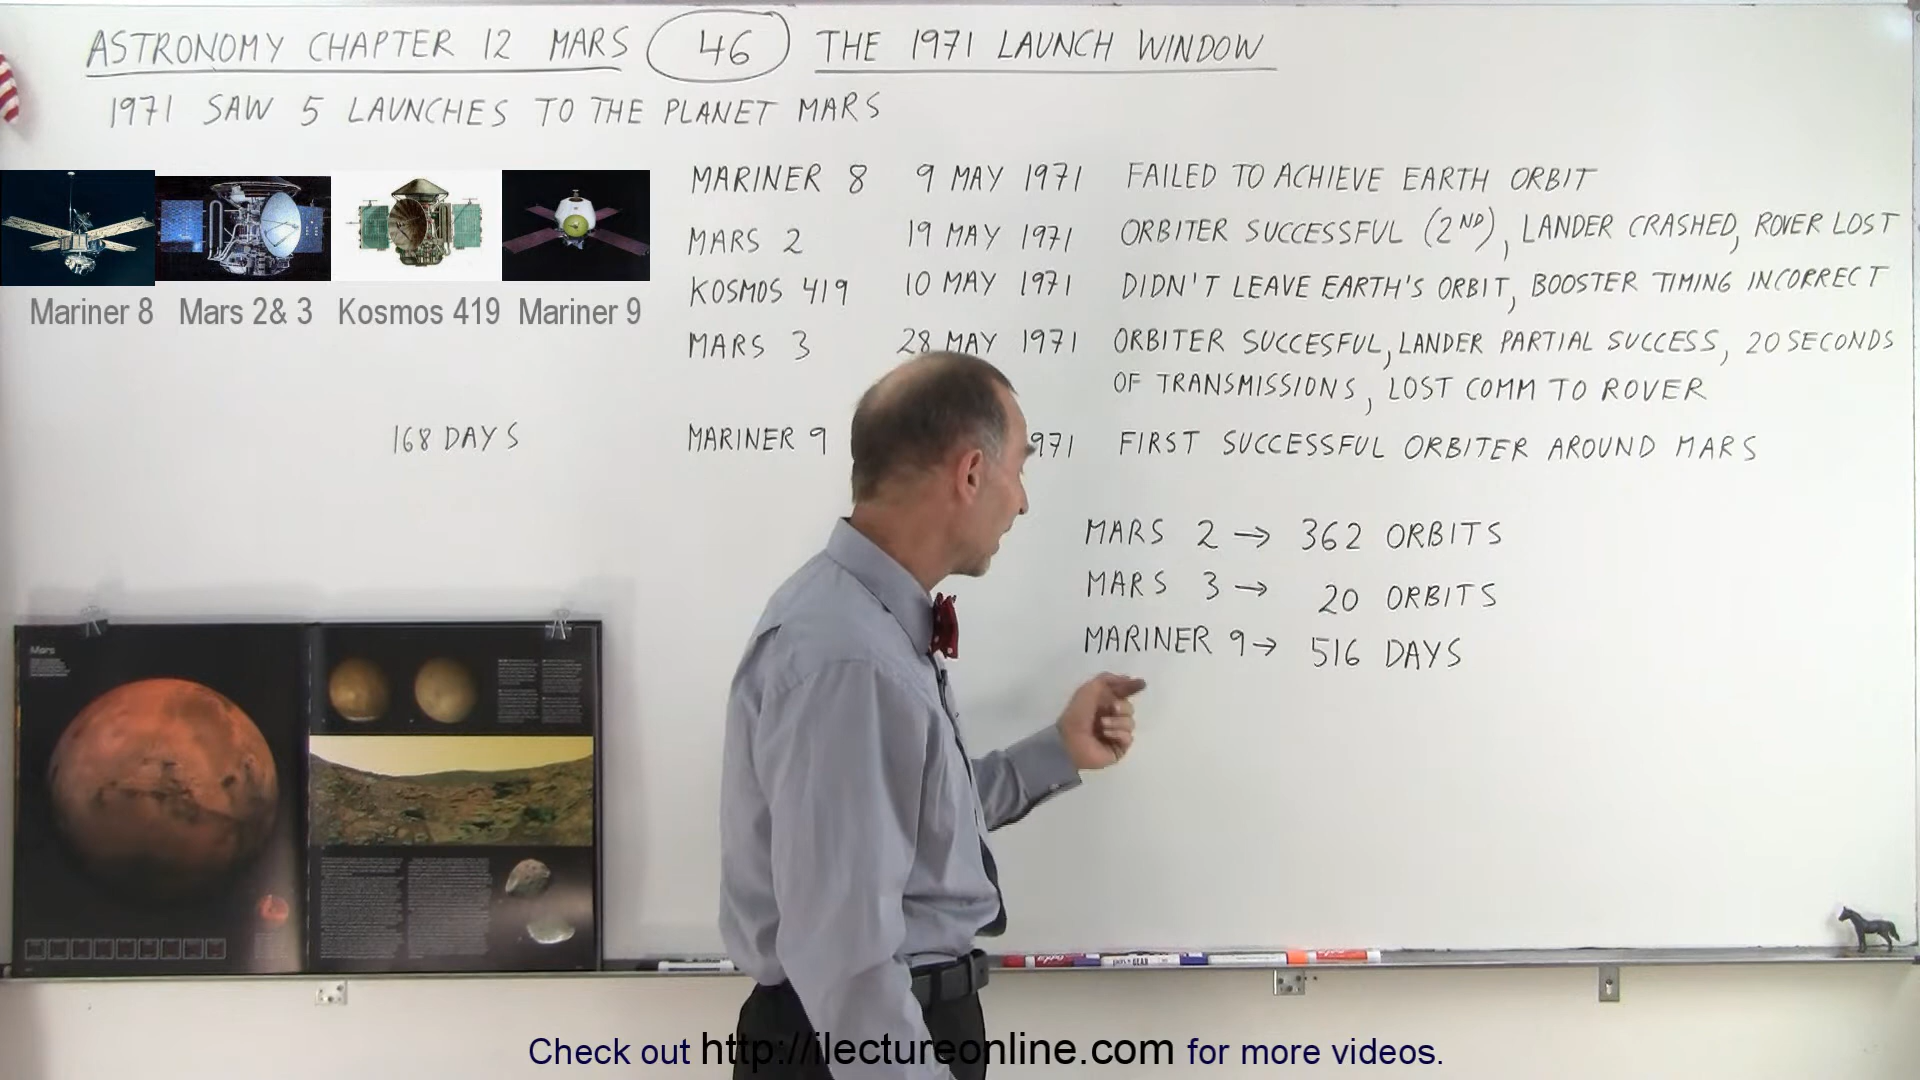 ASTRONOMY CHAPTER 12 MARS 46 THE 1971 LAUNCH WINDOW
1971 SAW 5 LAUNCHES TO THE PLANET MARS
Mariner 8 Mars 2& 3 Kosmos 419 Mariner 9
MARINER 8 9 MAY 1971 FAILED TO ACHIEVE EARTH ORBIT
MARS 2 19 MAY 1971 ORBITER SUCCESSFUL (2ND), LANDER CRASHED, ROVER LOST
KOSMOS 419 10 MAY 1971 DIDN'T LEAVE EARTH'S ORBIT, BOOSTER TIMING INCORRECT
MARS 3 28 MAY 1971 ORBITER SUCCESFUL, LANDER PARTIAL SUCCESS, 20 SECONDS
OF TRANSMISSIONS, LOST COMM TO ROVER
168 DAYS MARINER 9 971 FIRST SUCCESSFUL ORBITER AROUND MARS
MARS 2 → 362 ORBITS
MARS 3 → 20 ORBITS
MARINER 9 → 516 DAYS
Mars
Check out http://ilectureonline.com for more videos.